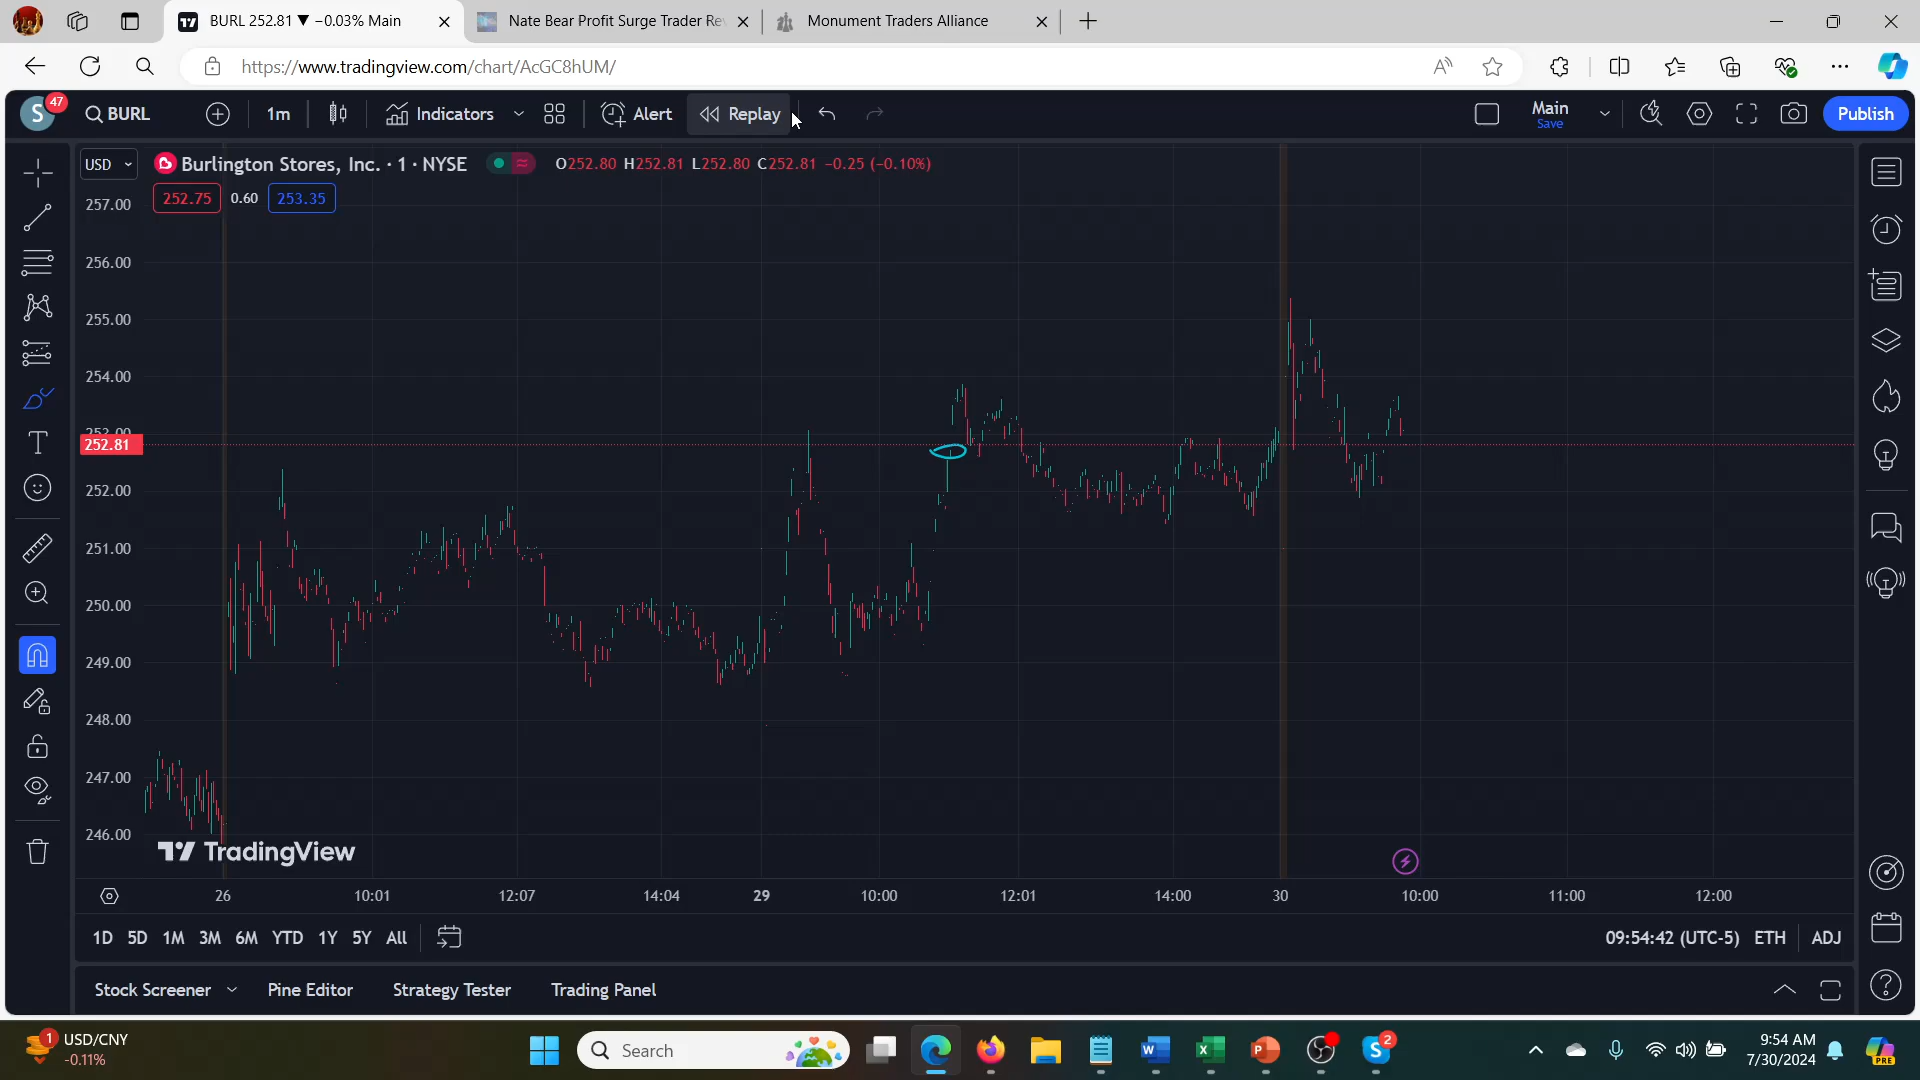 BURL 252.81 ▼ −0.03% Main
Nate Bear Profit Surge Trader Re
Monument Traders Alliance
https://www.tradingview.com/chart/AcGC8hUM/
S 47
BURL
1m
Indicators
Alert
Replay
Main
Save
Publish
USD
Burlington Stores, Inc. · 1 · NYSE
O252.80 H252.81 L252.80 C252.81 −0.25 (−0.10%)
252.75 0.60 253.35
257.00
256.00
255.00
254.00
253.00
252.81
252.00
251.00
250.00
249.00
248.00
247.00
246.00
TradingView
26 10:01 12:07 14:04 29 10:00 12:01 14:00 30 10:00 11:00 12:00
1D 5D 1M 3M 6M YTD 1Y 5Y All
09:54:42 (UTC-5) ETH ADJ
Stock Screener Pine Editor Strategy Tester Trading Panel
1 USD/CNY
-0.11%
Search
2
9:54 AM
7/30/2024
PRE